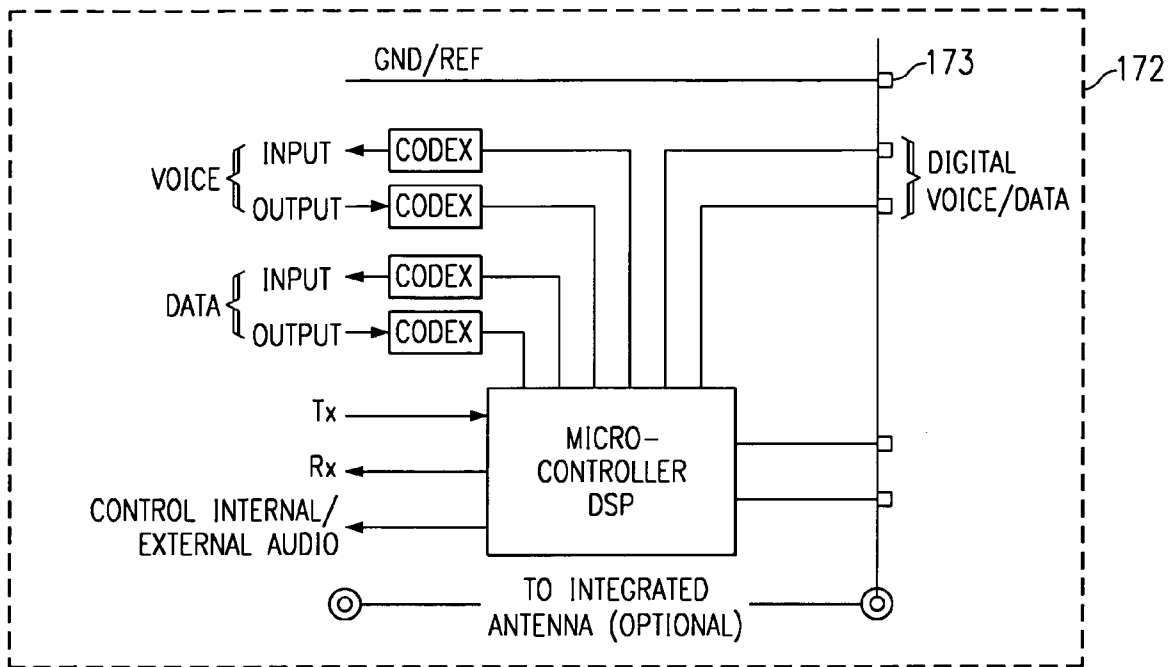 GND/REF
173
172
VOICE
INPUT
CODEX
OUTPUT
CODEX
DIGITAL
VOICE/DATA
DATA
INPUT
CODEX
OUTPUT
CODEX
Tx
Rx
CONTROL INTERNAL/
EXTERNAL AUDIO
MICRO-
CONTROLLER
DSP
TO INTEGRATED
ANTENNA (OPTIONAL)